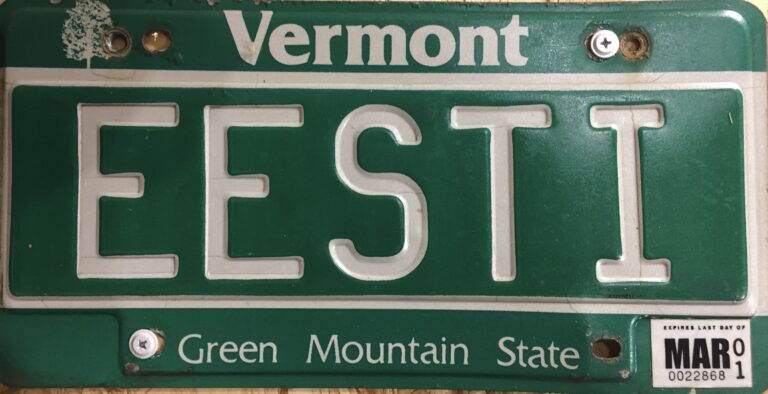 Vermont
EESTI
Green Mountain State
EXPIRES LAST DAY OF
MAR 01
0022868